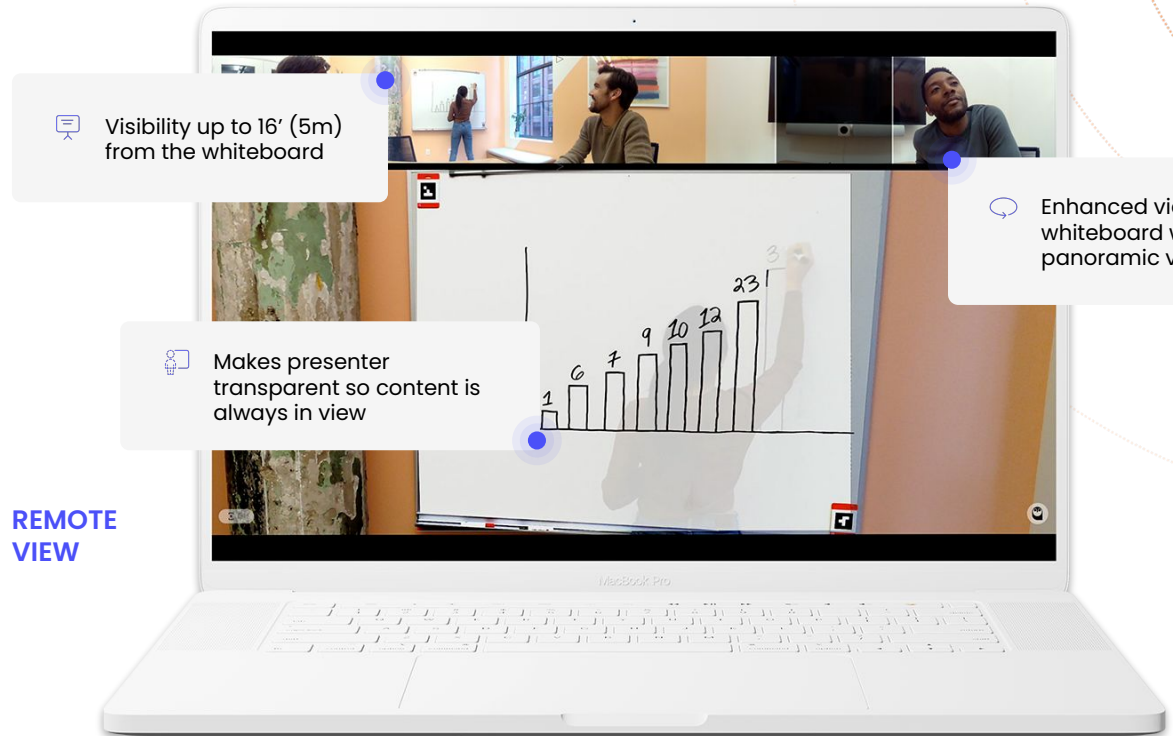 Visibility up to 16’ (5m)
from the whiteboard
Enhanced
whiteboard
panoramic
3
23
12
10
9
7
6
1
Makes presenter
transparent so content is
always in view
REMOTE
VIEW
MacBook Pro